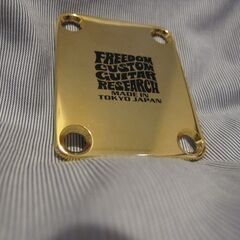 FREEDOM
CUSTOM
GUITAR
RESEARCH
MADE IN
TOKYO JAPAN